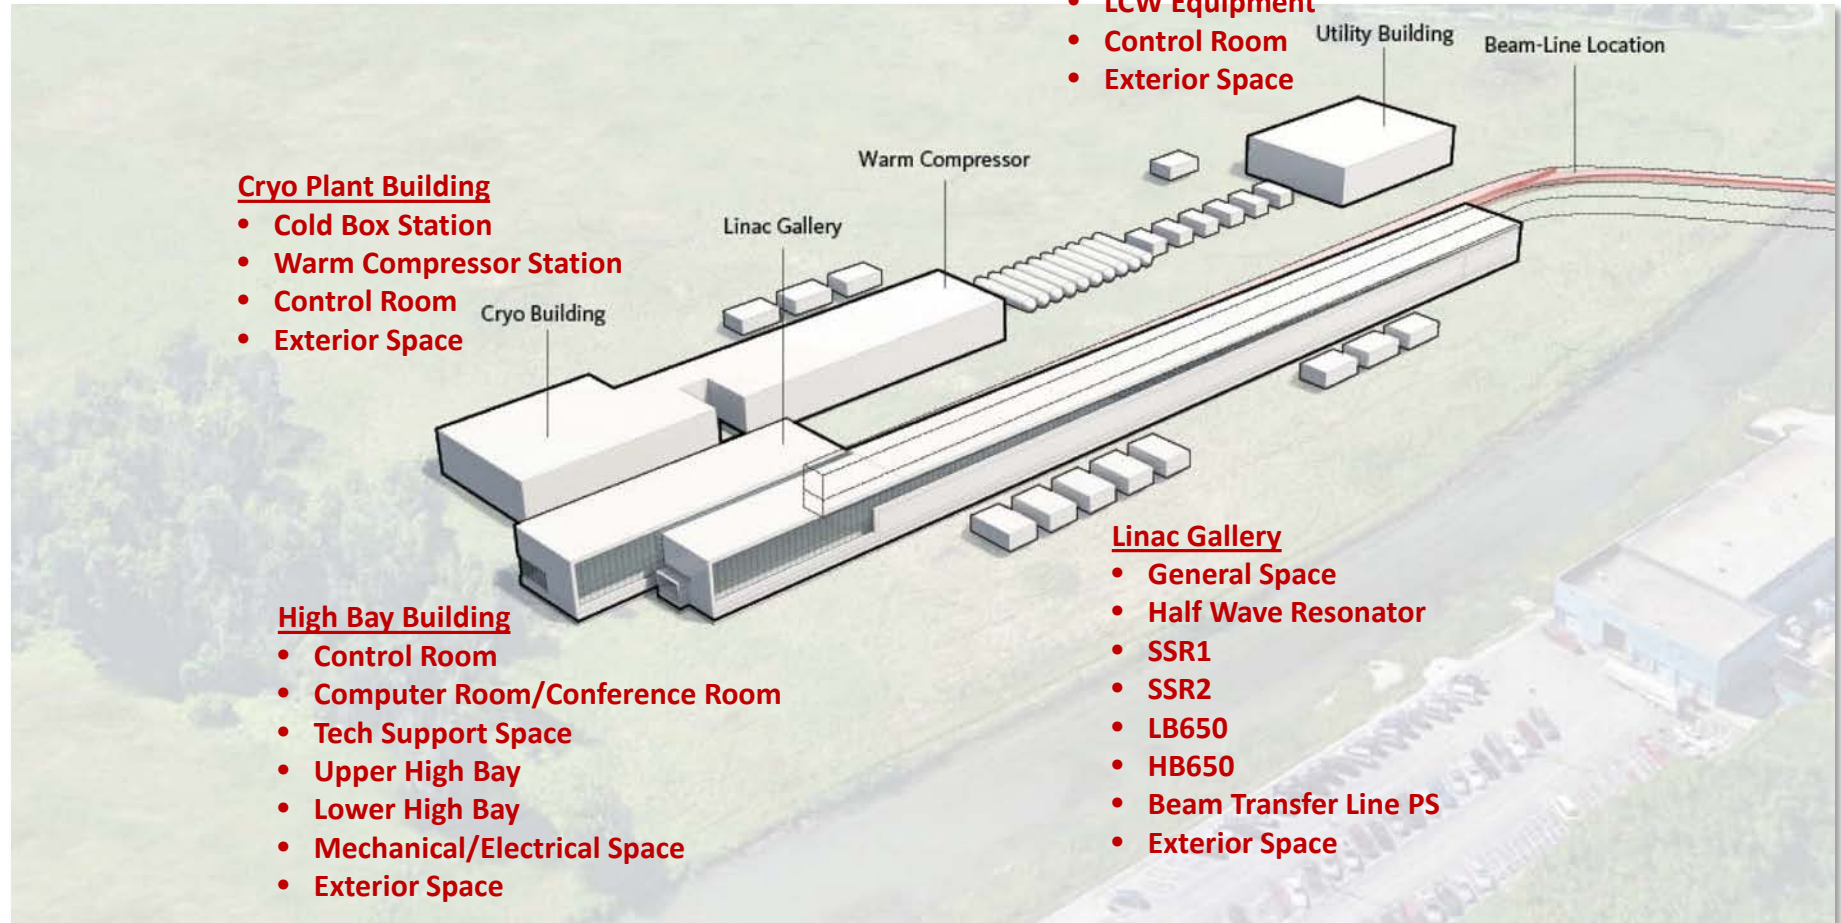 • LCW Equipment
• Control Room
• Exterior Space
Utility Building
Beam-Line Location
Warm Compressor
Linac Gallery
Cryo Building
Cryo Plant Building
• Cold Box Station
• Warm Compressor Station
• Control Room
• Exterior Space
High Bay Building
• Control Room
• Computer Room/Conference Room
• Tech Support Space
• Upper High Bay
• Lower High Bay
• Mechanical/Electrical Space
• Exterior Space
Linac Gallery
• General Space
• Half Wave Resonator
• SSR1
• SSR2
• LB650
• HB650
• Beam Transfer Line PS
• Exterior Space